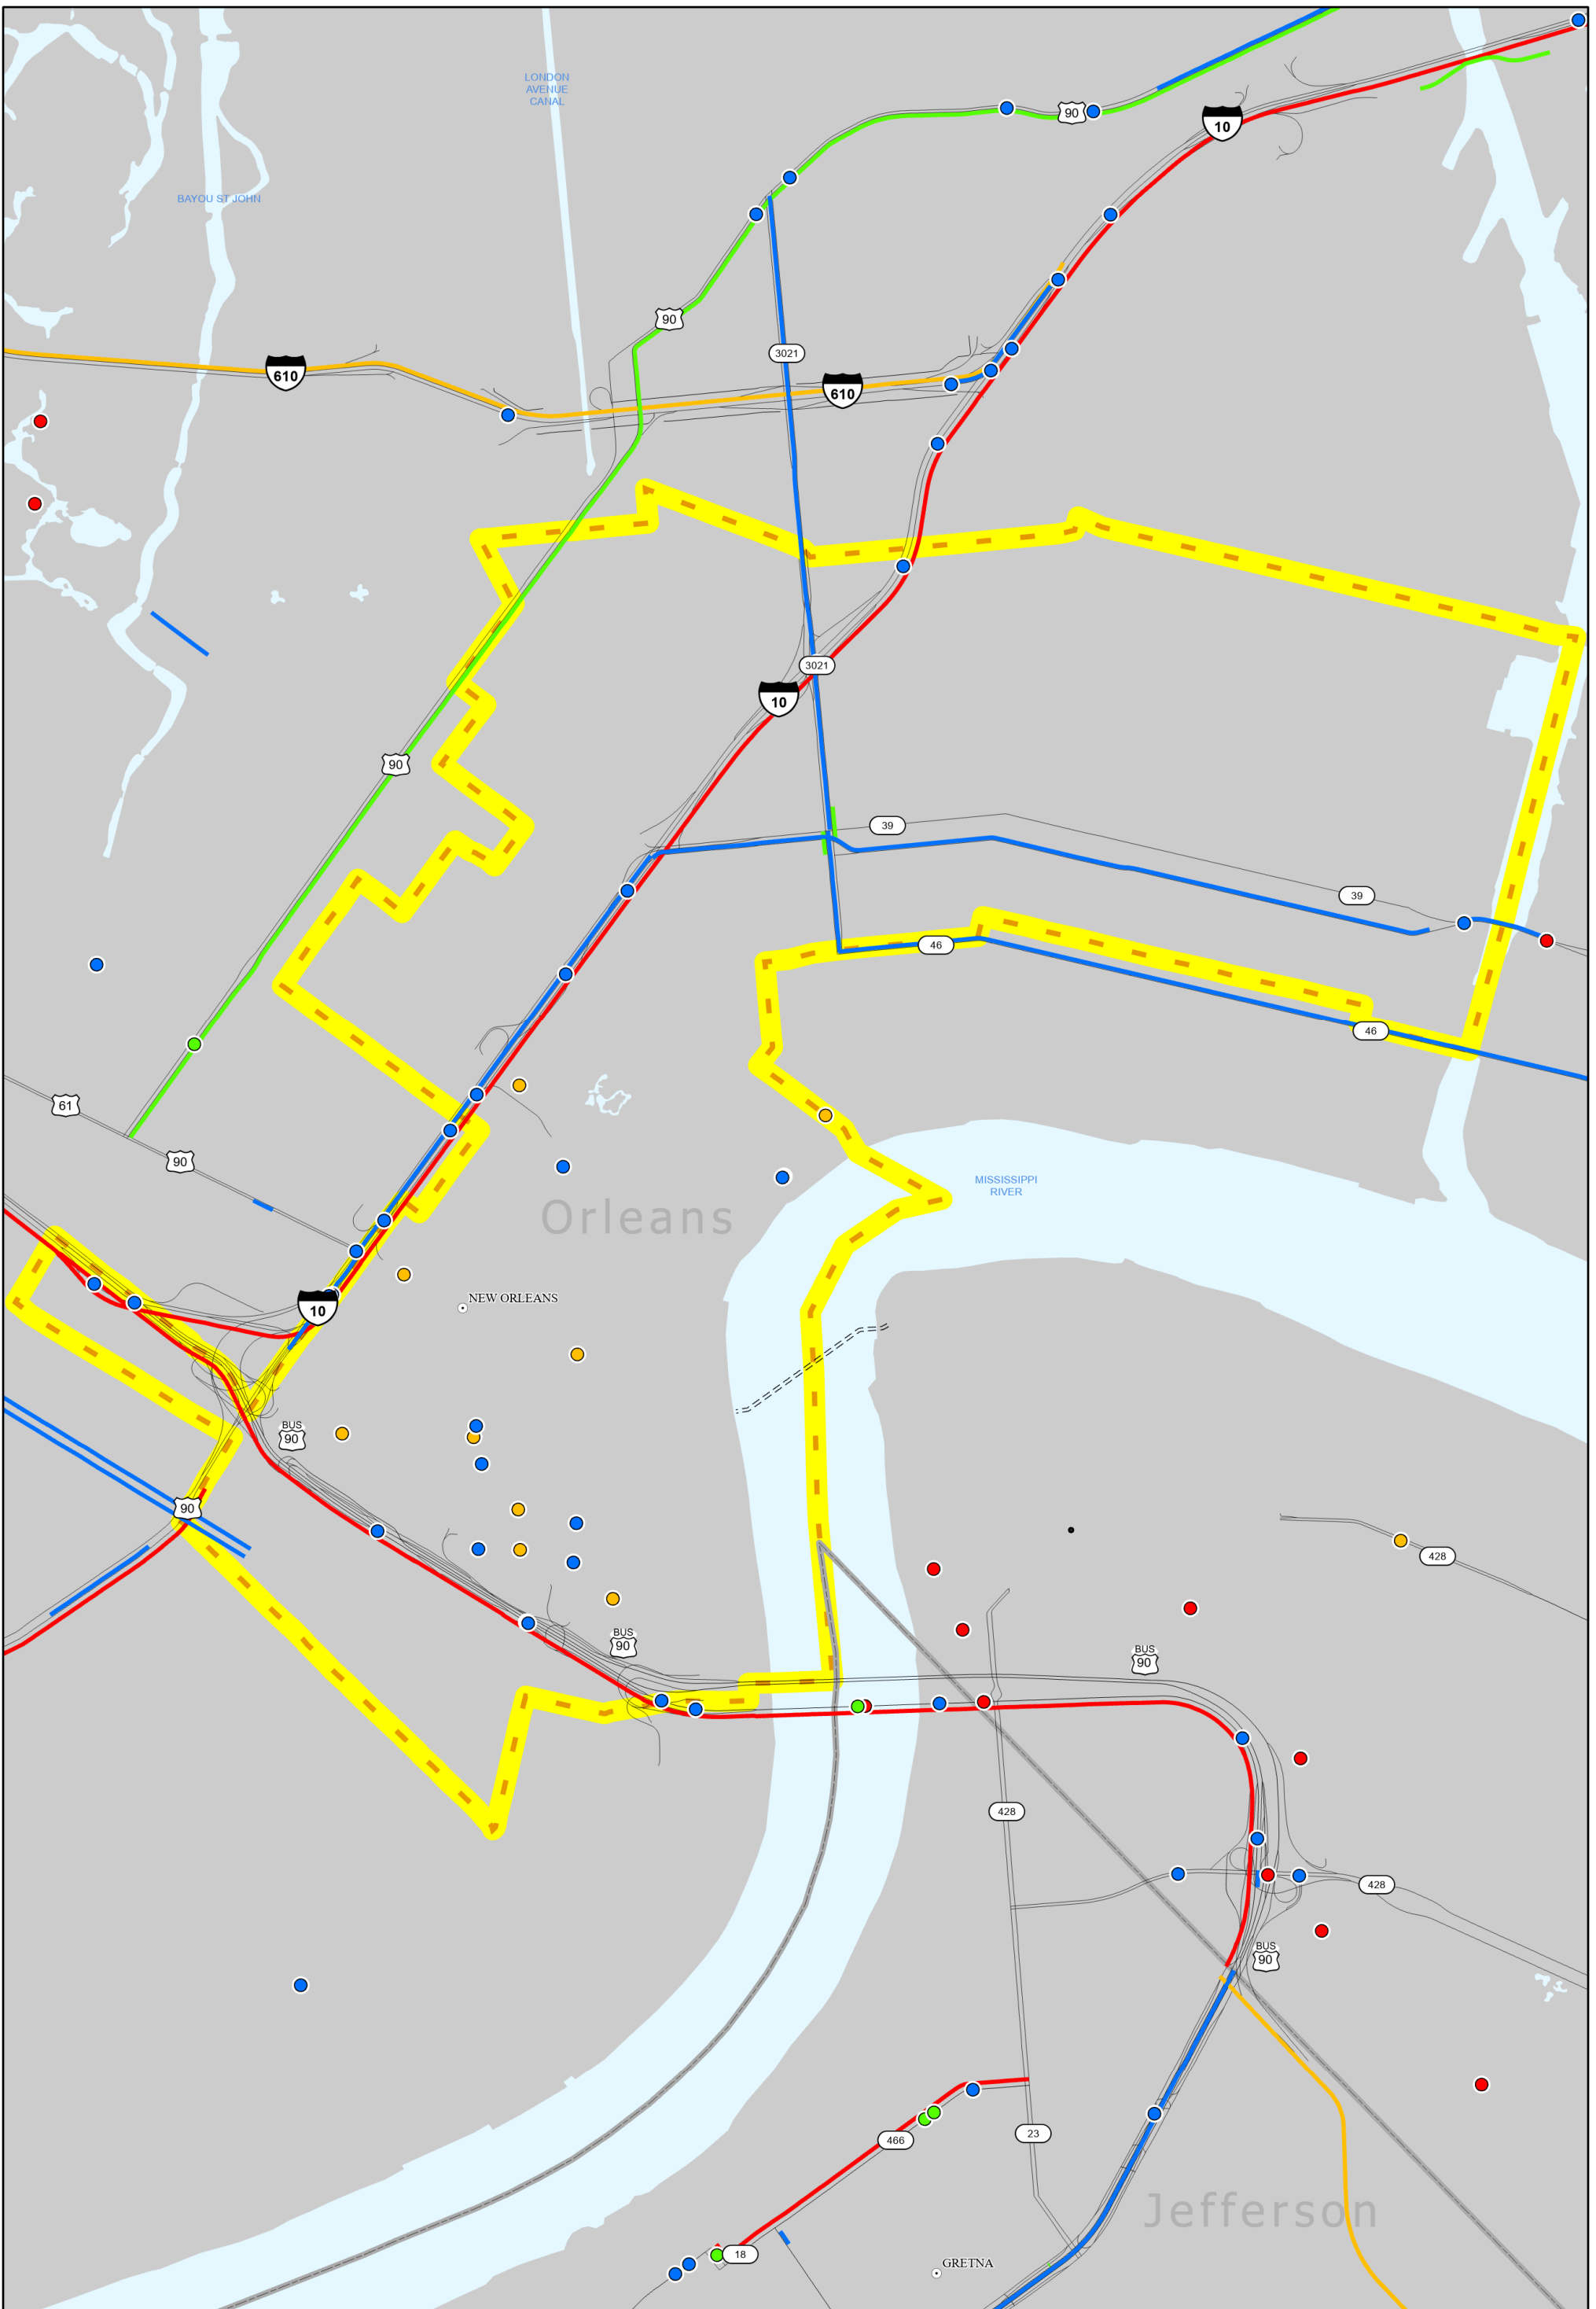 LONDON
AVENUE
CANAL
90
10
BAYOU ST JOHN
90
3021
610
610
3021
10
90
39
39
46
46
61
90
MISSISSIPPI
RIVER
Orleans
NEW ORLEANS
10
BUS
90
90
428
BUS
90
BUS
90
428
428
BUS
90
23
466
Jefferson
18
GRETNA